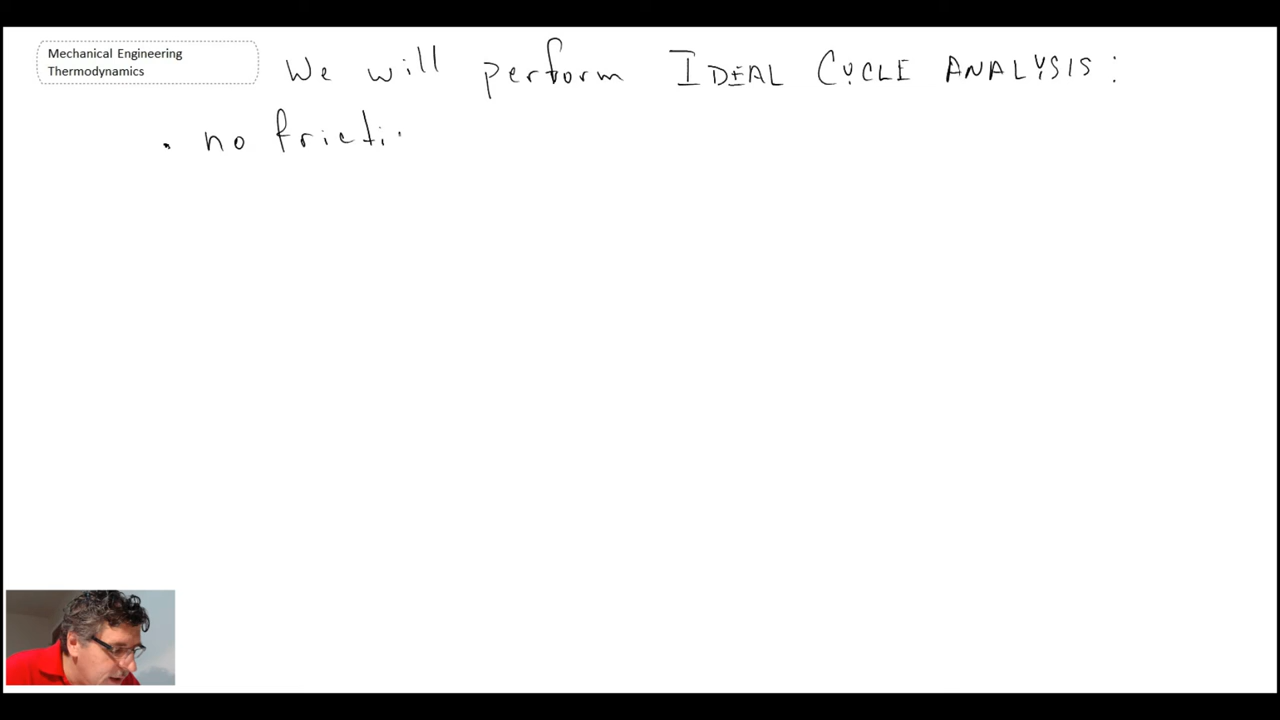 Mechanical Engineering
Thermodynamics
We will perform IDEAL CYCLE ANALYSIS:
• no fricti